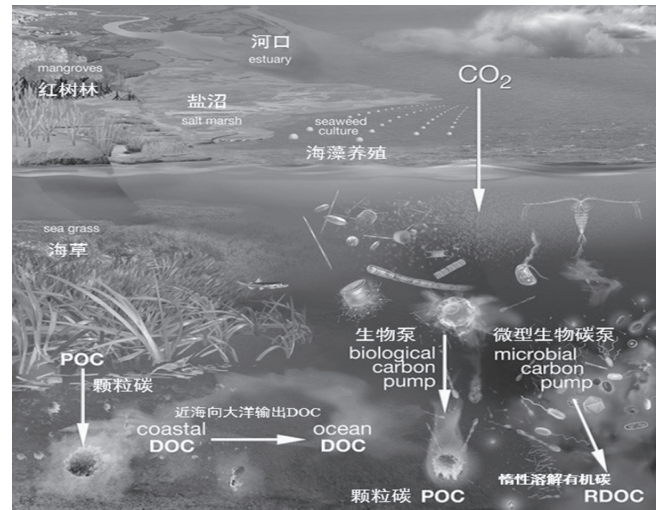 河口
estuary
mangroves
红树林
CO₂
盐沼
salt marsh
seaweed
culture
海藻养殖
sea grass
海草
生物泵
biological
carbon
pump
微型生物碳泵
microbial
carbon
pump
POC
颗粒碳
近海向大洋输出DOC
coastal
DOC
ocean
DOC
颗粒碳 POC
惰性溶解有机碳
RDOC